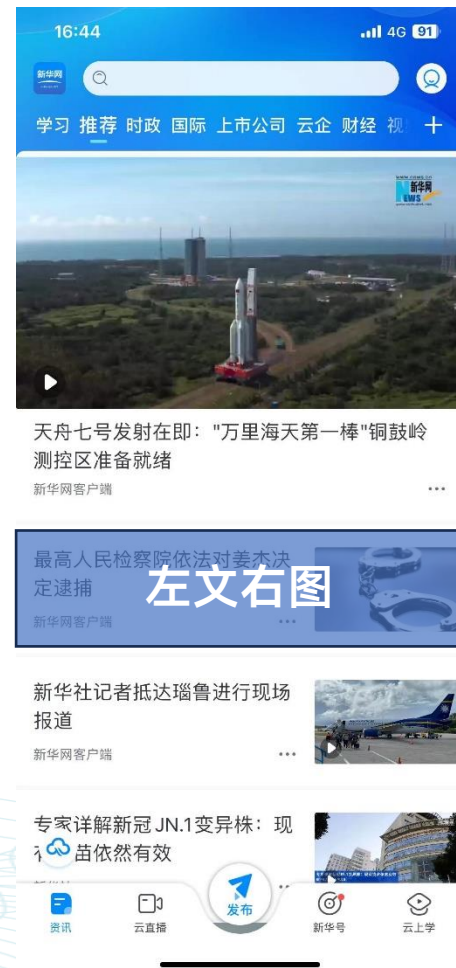 16:44
4G 91
新华网
学习 推荐 时政 国际 上市公司 云企 财经 视
新华网
NEWS
天舟七号发射在即："万里海天第一棒"铜鼓岭
测控区准备就绪
新华网客户端
最高人民检察院依法对姜杰决
定逮捕
左文右图
新华网客户端
新华社记者抵达瑙鲁进行现场
报道
新华网客户端
专家详解新冠JN.1变异株：现
苗依然有效
发布
资讯
云直播
新华号
云上学